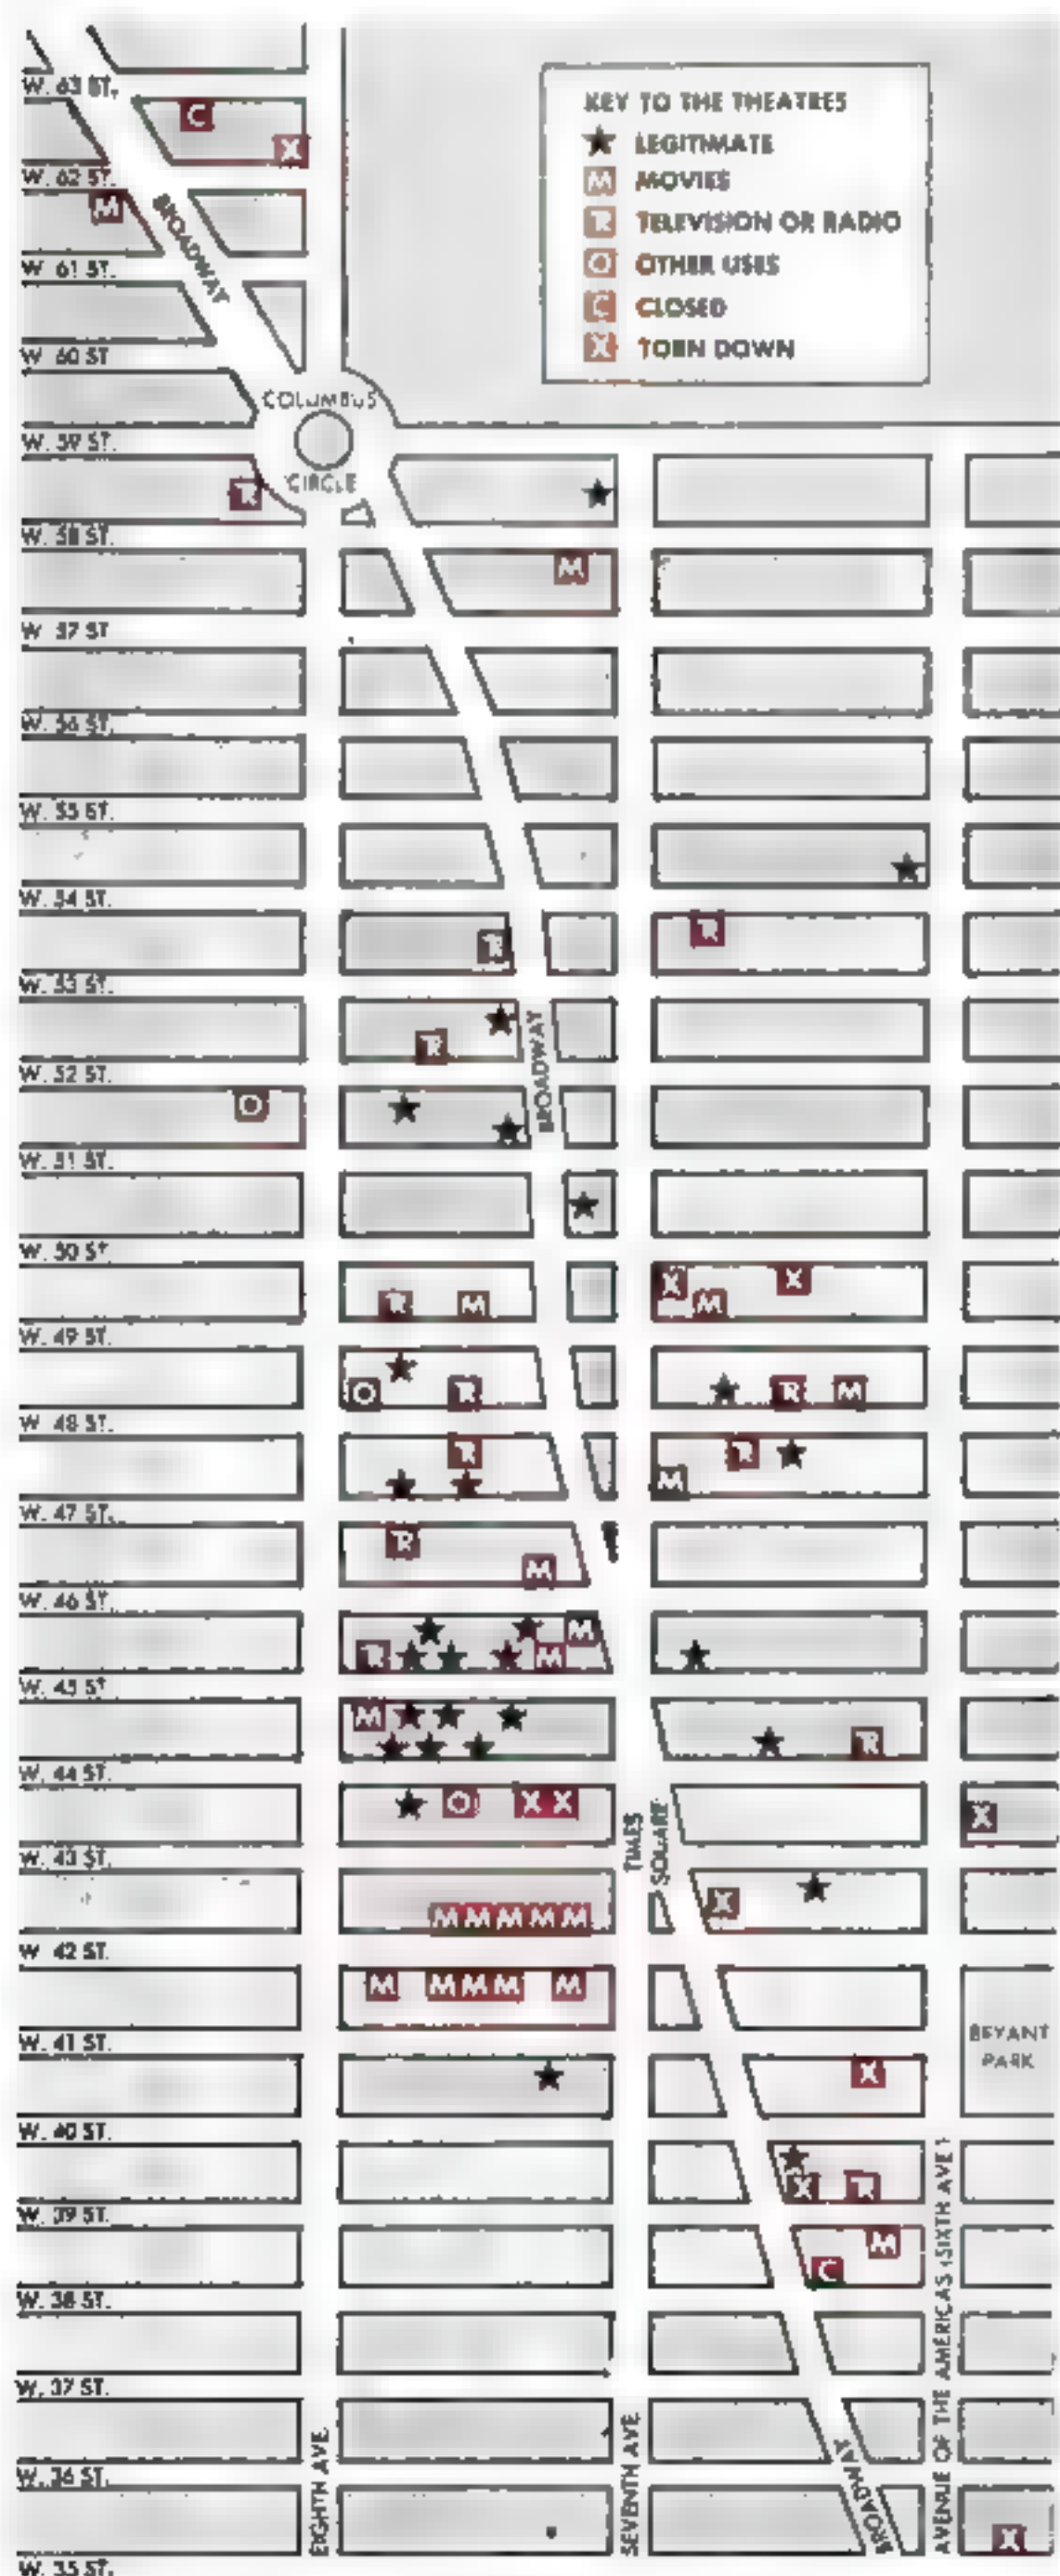 W. 63 ST.
KEY TO THE THEATRES
★ LEGITIMATE
M MOVIES
R TELEVISION OR RADIO
O OTHER USES
C CLOSED
X TORN DOWN
C
X
W. 62 ST.
M
BROADWAY
W. 61 ST.
W. 60 ST
COLUMBUS
CIRCLE
W. 59 ST.
R
W. 58 ST.
M
W. 57 ST
W. 56 ST.
W. 55 ST.
W. 54 ST.
R
R
W. 53 ST.
R
BROADWAY
W. 52 ST.
O
W. 51 ST.
W. 50 ST
R M X M X
W. 49 ST.
O R R M
W. 48 ST.
R M R
W. 47 ST.
R M
W. 46 ST.
R M M
W. 45 ST
M R
W. 44 ST.
O X X X
TIMES
SQUARE
W. 43 ST.
M M M M M X
W. 42 ST.
M M M M M
BRYANT
PARK
W. 41 ST.
X
W. 40 ST.
X R
W. 39 ST.
C M
W. 38 ST.
W. 37 ST.
W. 36 ST.
EIGHTH AVE.
SEVENTH AVE.
BROADWAY
AVENUE OF THE AMERICAS (SIXTH AVE.)
X
W. 35 ST.